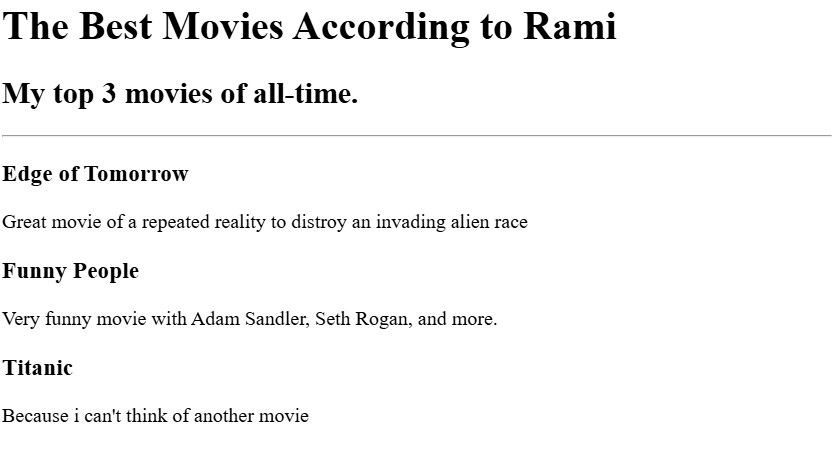 The Best Movies According to Rami
My top 3 movies of all-time.
Edge of Tomorrow
Great movie of a repeated reality to distroy an invading alien race
Funny People
Very funny movie with Adam Sandler, Seth Rogan, and more.
Titanic
Because i can't think of another movie